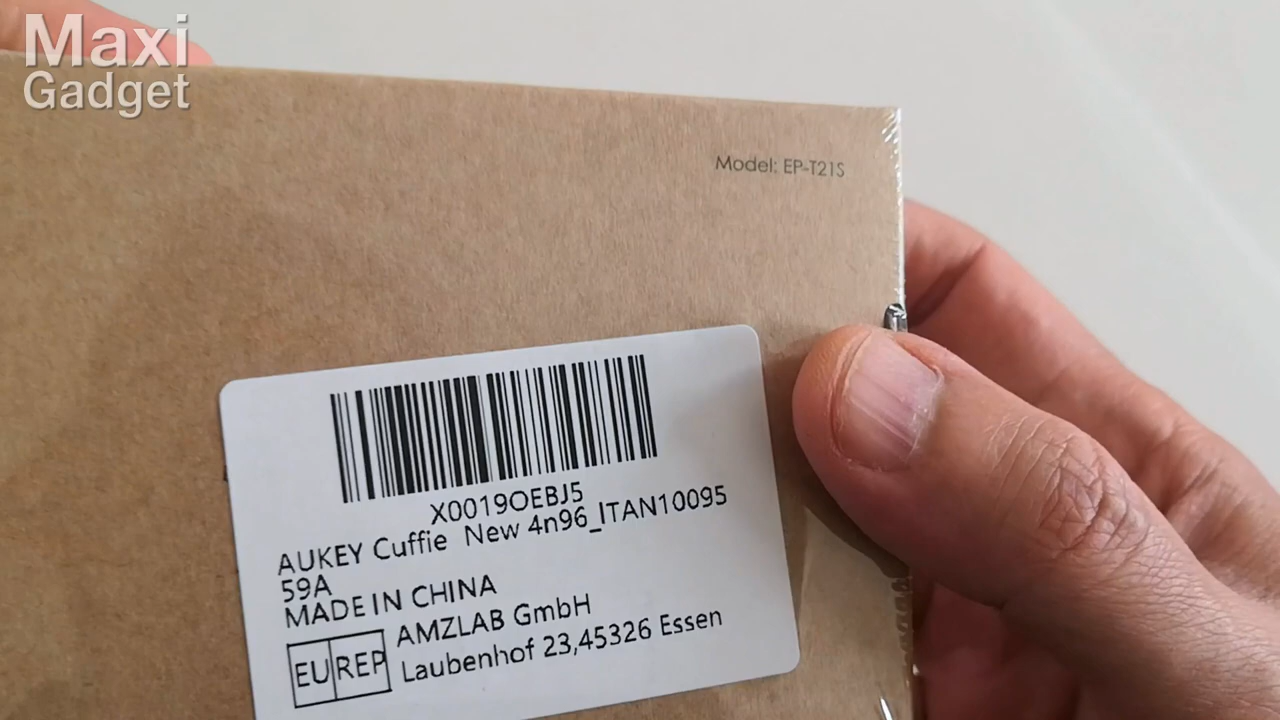 Maxi
Gadget
Model: EP-T21S
X0019OEBJ5
AUKEY Cuffie New 4n96_ITAN10095
59A
MADE IN CHINA
EU REP
AMZLAB GmbH
Laubenhof 23,45326 Essen